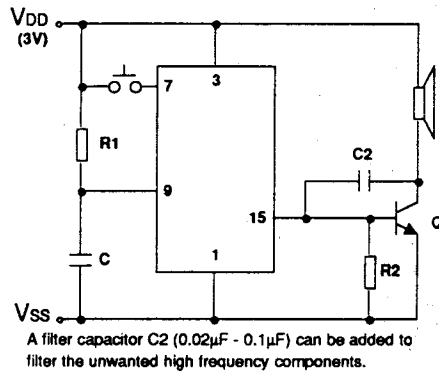 VDD
(3V)
7
3
R1
C2
9
15
Q
1
C
R2
VSS
A filter capacitor C2 (0.02µF - 0.1µF) can be added to
filter the unwanted high frequency components.